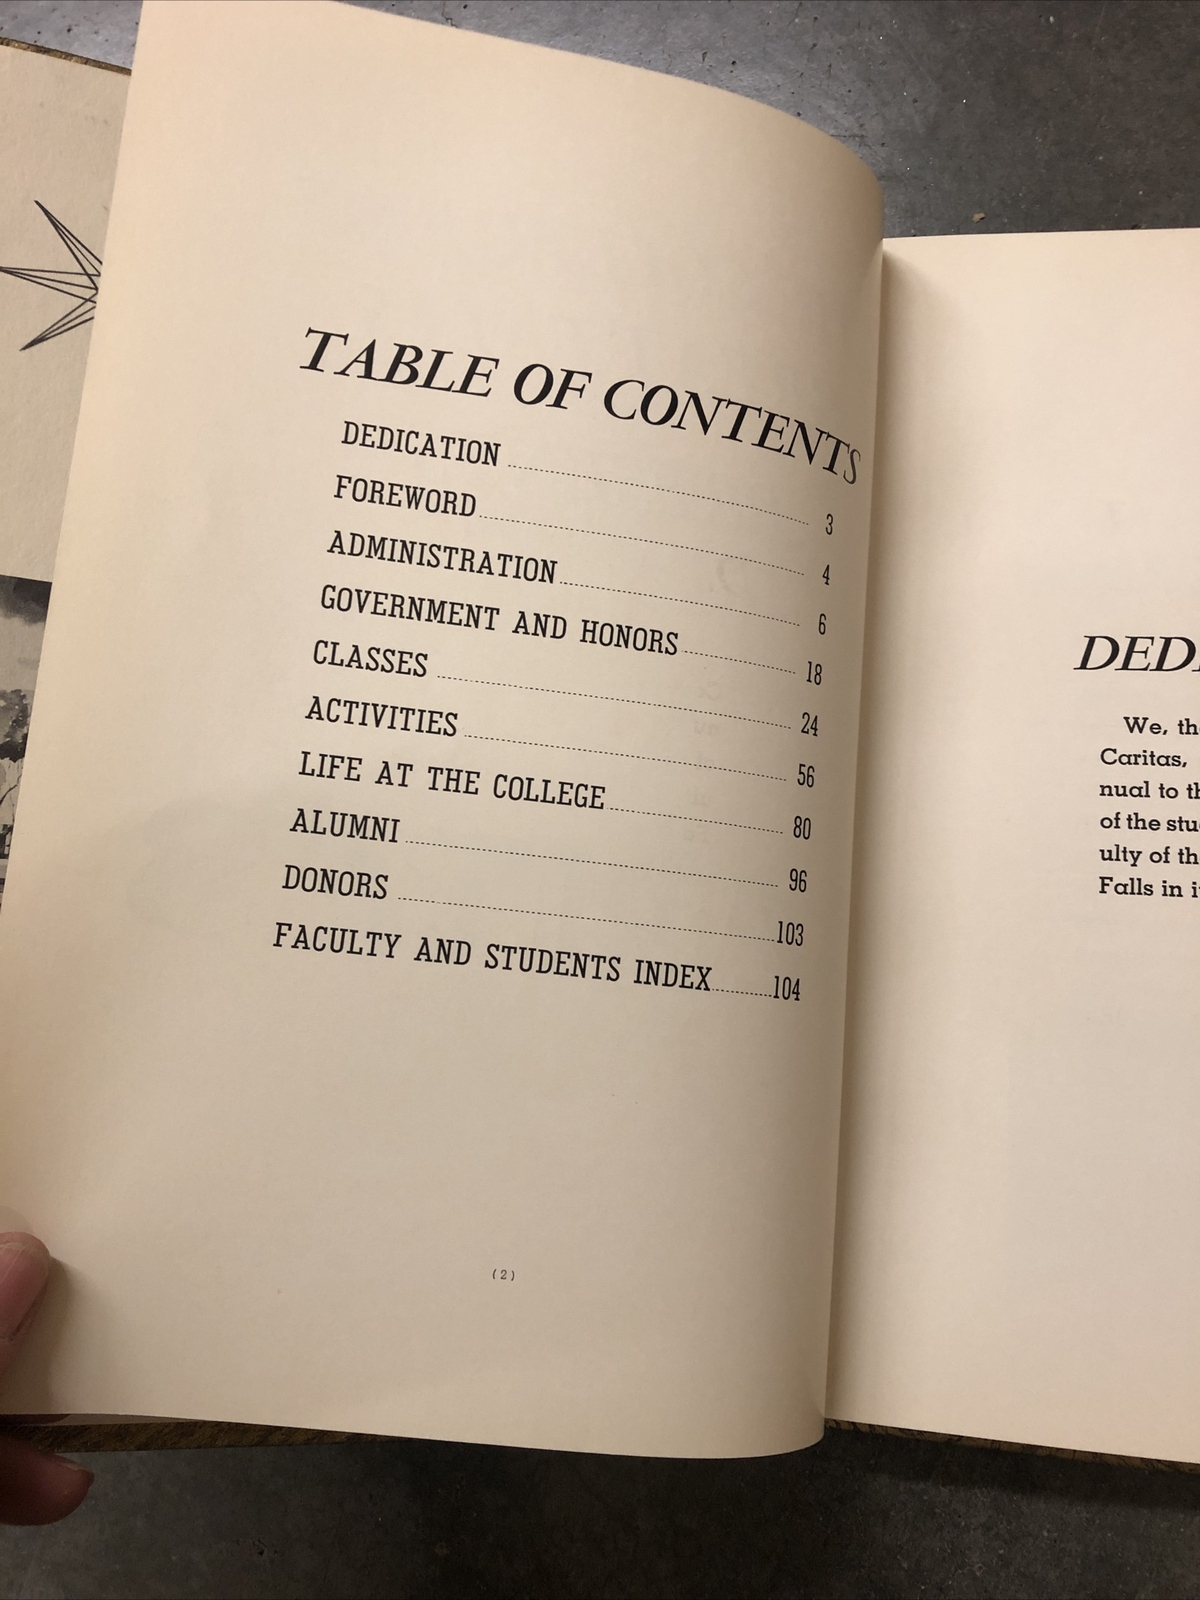 TABLE OF CONTENTS
DEDICATION 3
FOREWORD 4
ADMINISTRATION 6
GOVERNMENT AND HONORS 18
CLASSES 24
ACTIVITIES 56
LIFE AT THE COLLEGE 80
ALUMNI 96
DONORS 103
FACULTY AND STUDENTS INDEX 104
(2)
DEDI
We, th
Caritas,
nual to th
of the stu
ulty of th
Falls in i